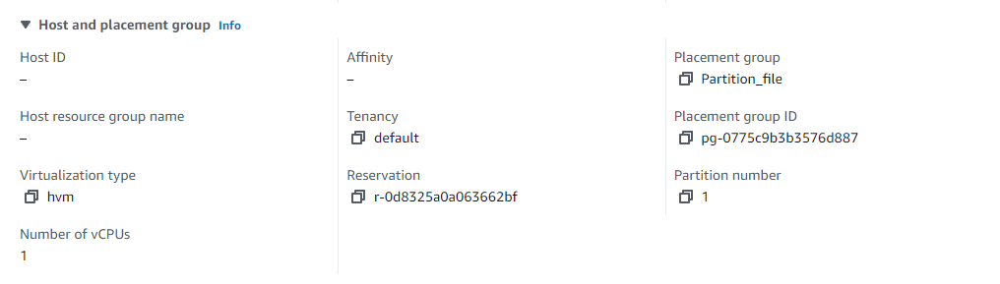 Host and placement group Info
Host ID
–
Affinity
–
Placement group
Partition_file
Host resource group name
–
Tenancy
default
Placement group ID
pg-0775c9b3b3576d887
Virtualization type
hvm
Reservation
r-0d8325a0a063662bf
Partition number
1
Number of vCPUs
1